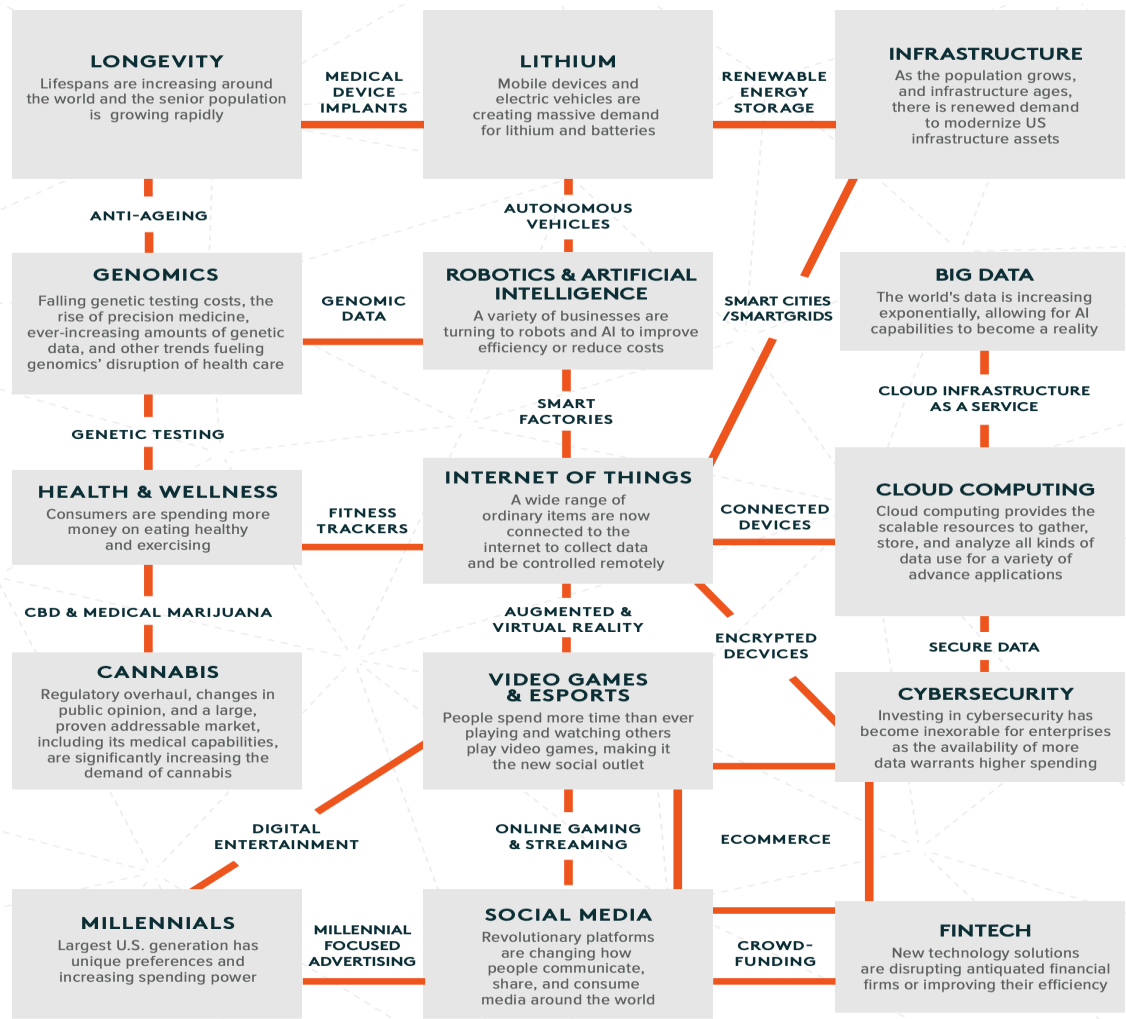 LONGEVITY
Lifespans are increasing around
the world and the senior population
is growing rapidly
MEDICAL
DEVICE
IMPLANTS
LITHIUM
Mobile devices and
electric vehicles are
creating massive demand
for lithium and batteries
RENEWABLE
ENERGY
STORAGE
INFRASTRUCTURE
As the population grows,
and infrastructure ages,
there is renewed demand
to modernize US
infrastructure assets
ANTI-AGEING
AUTONOMOUS
VEHICLES
GENOMICS
Falling genetic testing costs, the
rise of precision medicine,
ever-increasing amounts of genetic
data, and other trends fueling
genomics' disruption of health care
GENOMIC
DATA
ROBOTICS & ARTIFICIAL
INTELLIGENCE
A variety of businesses are
turning to robots and AI to improve
efficiency or reduce costs
SMART CITIES
/SMARTGRIDS
BIG DATA
The world's data is increasing
exponentially, allowing for AI
capabilities to become a reality
SMART
FACTORIES
CLOUD INFRASTRUCTURE
AS A SERVICE
GENETIC TESTING
HEALTH & WELLNESS
Consumers are spending more
money on eating healthy
and exercising
FITNESS
TRACKERS
INTERNET OF THINGS
A wide range of
ordinary items are now
connected to the
internet to collect data
and be controlled remotely
CONNECTED
DEVICES
CLOUD COMPUTING
Cloud computing provides the
scalable resources to gather,
store, and analyze all kinds of
data use for a variety of
advance applications
CBD & MEDICAL MARIJUANA
AUGMENTED &
VIRTUAL REALITY
ENCRYPTED
DECVICES
SECURE DATA
CANNABIS
Regulatory overhaul, changes in
public opinion, and a large,
proven addressable market,
including its medical capabilities,
are significantly increasing the
demand of cannabis
VIDEO GAMES
& ESPORTS
People spend more time than ever
playing and watching others
play video games, making it
the new social outlet
CYBERSECURITY
Investing in cybersecurity has
become inexorable for enterprises
as the availability of more
data warrants higher spending
DIGITAL
ENTERTAINMENT
ONLINE GAMING
& STREAMING
ECOMMERCE
MILLENNIALS
Largest U.S. generation has
unique preferences and
increasing spending power
MILLENNIAL
FOCUSED
ADVERTISING
SOCIAL MEDIA
Revolutionary platforms
are changing how
people communicate,
share, and consume
media around the world
CROWD-
FUNDING
FINTECH
New technology solutions
are disrupting antiquated financial
firms or improving their efficiency